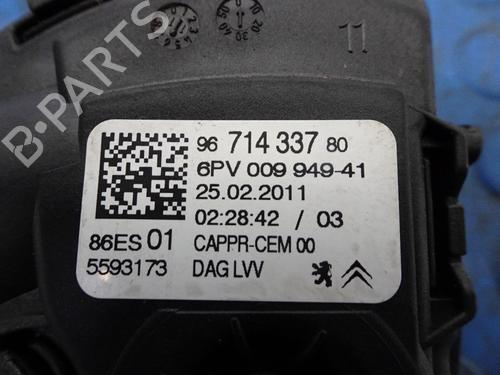 11
96 714 337 80
6PV 009 949-41
25.02.2011
02:28:42 / 03
86ES 01 CAPPR-CEM 00
5593173 DAG LVV
B-PARTS